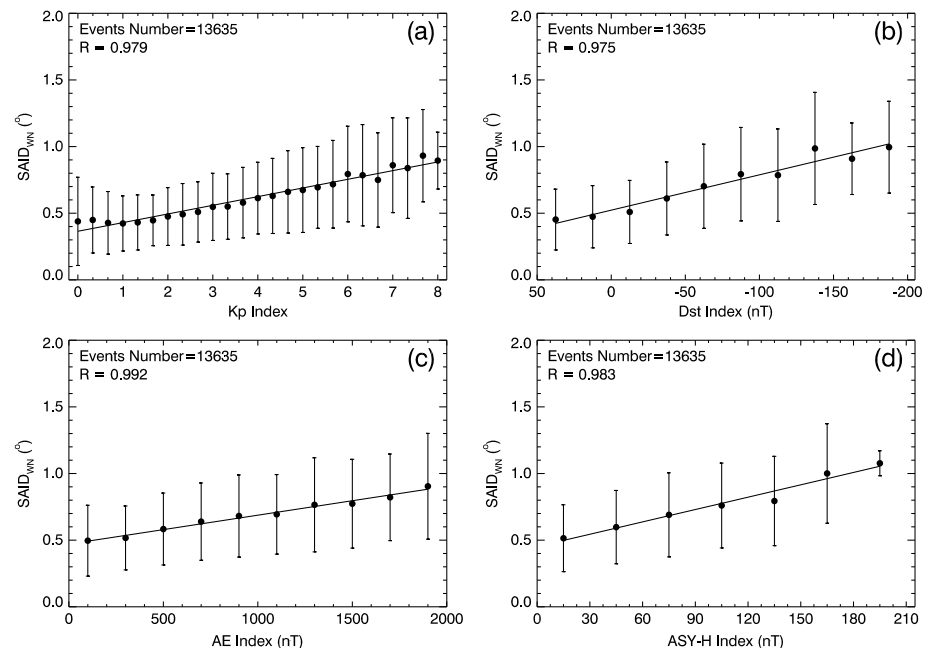 Events Number=13635
R = 0.979
(a)
SAID_WN (°)
2.0
1.5
1.0
0.5
0.0
0 1 2 3 4 5 6 7 8
Kp Index
Events Number=13635
R = 0.975
(b)
SAID_WN (°)
2.0
1.5
1.0
0.5
0.0
50 0 -50 -100 -150 -200
Dst Index (nT)
Events Number=13635
R = 0.992
(c)
SAID_WN (°)
2.0
1.5
1.0
0.5
0.0
0 500 1000 1500 2000
AE Index (nT)
Events Number=13635
R = 0.983
(d)
SAID_WN (°)
2.0
1.5
1.0
0.5
0.0
0 30 60 90 120 150 180 210
ASY-H Index (nT)